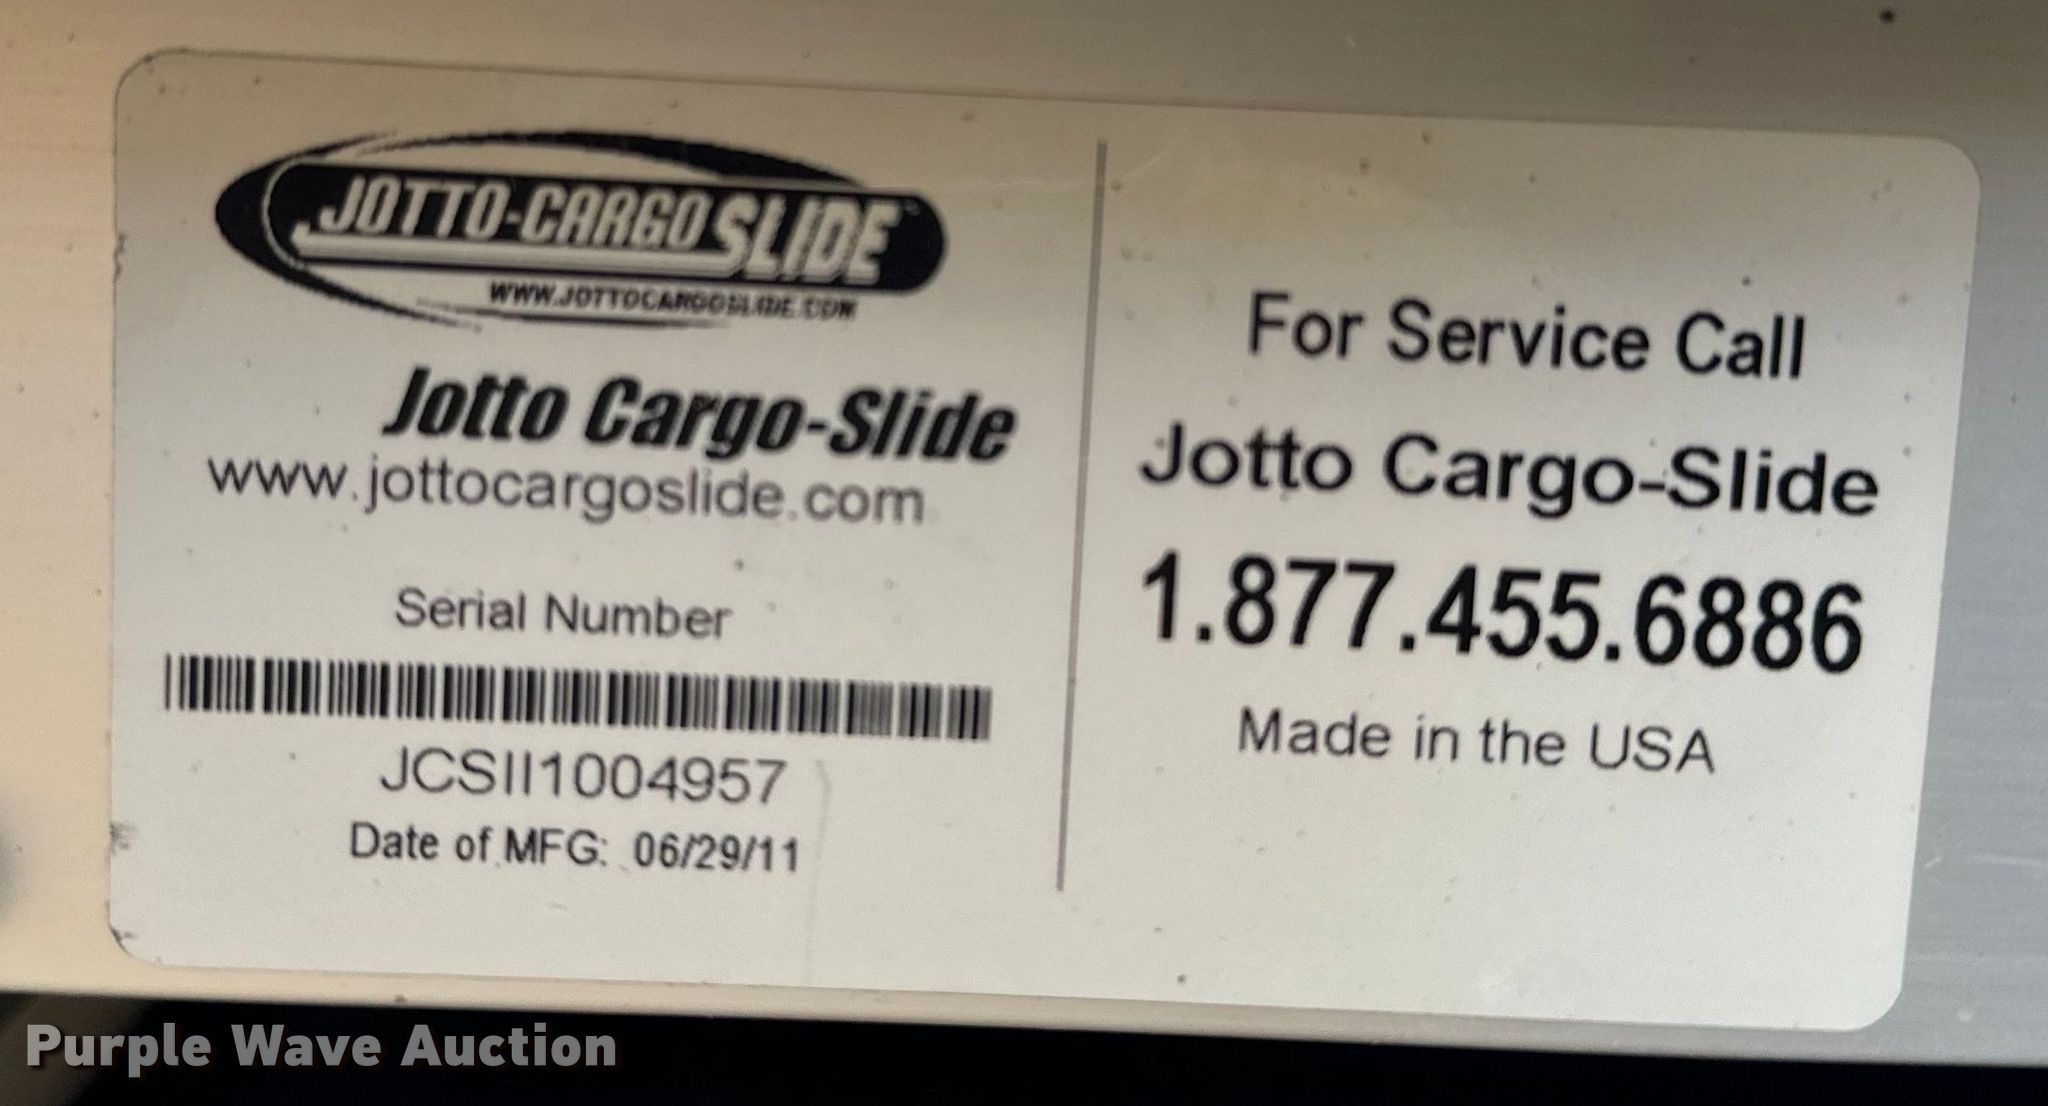 JOTTO-CARGO SLIDE
WWW.JOTTOCARGOSLIDE.COM
Jotto Cargo-Slide
www.jottocargoslide.com
Serial Number
JCSII1004957
Date of MFG: 06/29/11
For Service Call
Jotto Cargo-Slide
1.877.455.6886
Made in the USA
Purple Wave Auction